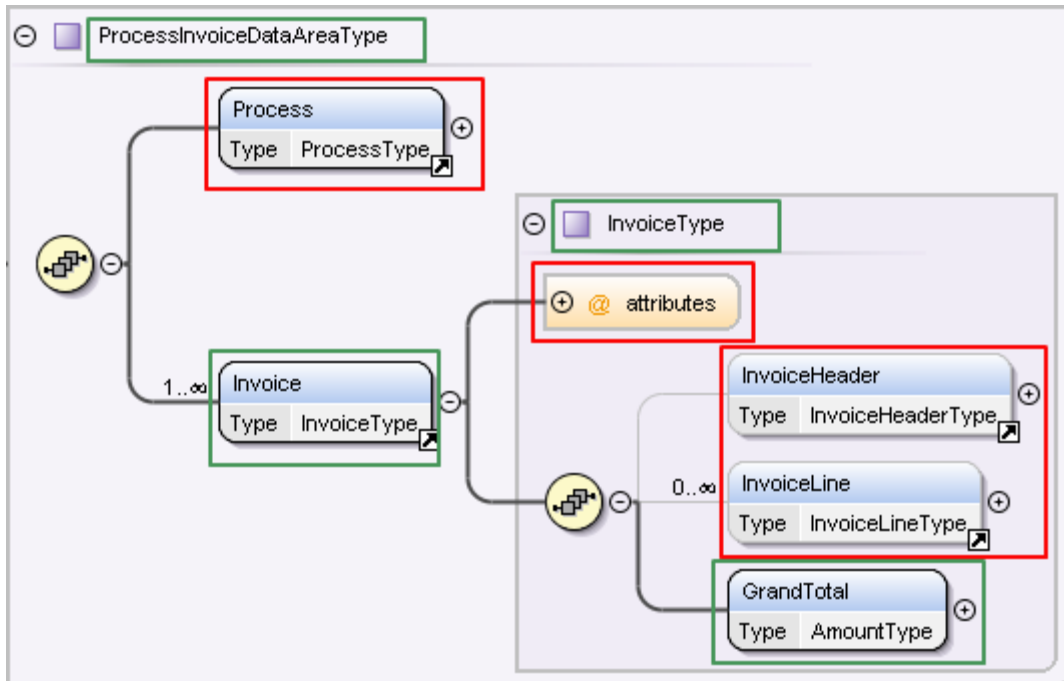 ProcessInvoiceDataAreaType
Process
Type ProcessType
InvoiceType
@ attributes
1..∞ Invoice
Type InvoiceType
InvoiceHeader
Type InvoiceHeaderType
0..∞ InvoiceLine
Type InvoiceLineType
GrandTotal
Type AmountType